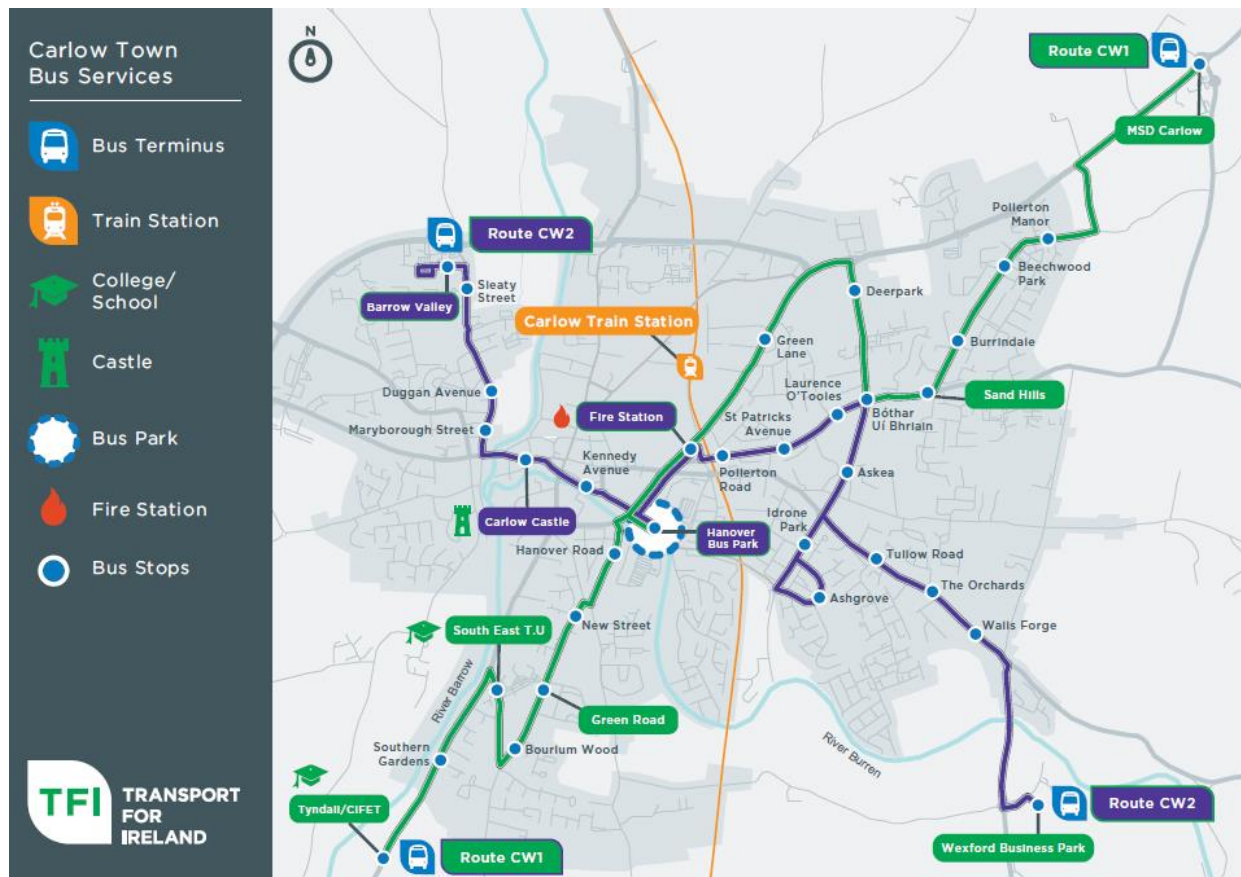 Carlow Town
Bus Services
Bus Terminus
Train Station
College/
School
Castle
Bus Park
Fire Station
Bus Stops
TFI
TRANSPORT
FOR
IRELAND
N
Route CW1
MSD Carlow
Pollerton
Manor
Beechwood
Park
Route CW2
Sleaty
Street
Barrow Valley
Deerpark
Carlow Train Station
Green
Lane
Burrindale
Duggan Avenue
Laurence
O'Tooles
Sand Hills
Fire Station
St Patricks
Avenue
Bóthar
Uí Bhriain
Maryborough Street
Kennedy
Avenue
Pollerton
Road
Askea
Carlow Castle
Idrone
Park
Hanover
Bus Park
Hanover Road
Tullow Road
The Orchards
Ashgrove
New Street
Walls Forge
South East T.U
River Barrow
Green Road
Bourlum Wood
Southern
Gardens
River Burren
Tyndall/CIFET
Route CW2
Wexford Business Park
Route CW1